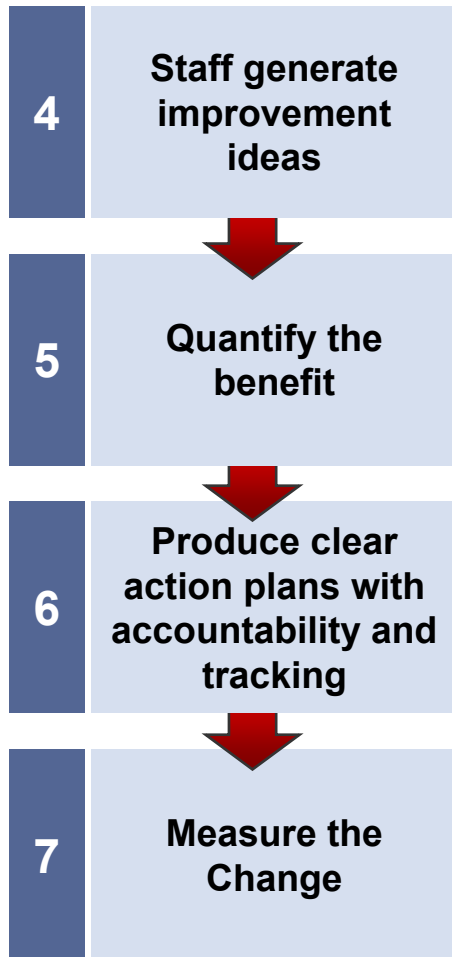 4
Staff generate
improvement
ideas
5
Quantify the
benefit
6
Produce clear
action plans with
accountability and
tracking
7
Measure the
Change